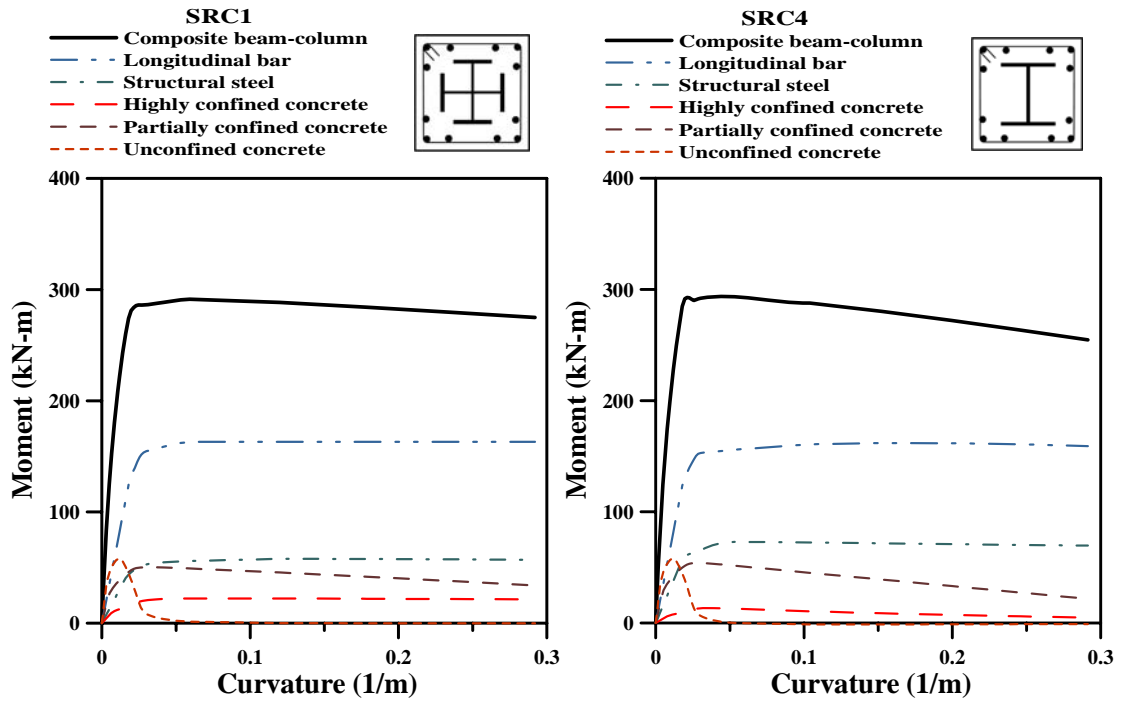 SRC1
Composite beam-column
Longitudinal bar
Structural steel
Highly confined concrete
Partially confined concrete
Unconfined concrete
400
300
200
100
0
Moment (kN-m)
0
0.1
0.2
0.3
Curvature (1/m)
SRC4
Composite beam-column
Longitudinal bar
Structural steel
Highly confined concrete
Partially confined concrete
Unconfined concrete
400
300
200
100
0
Moment (kN-m)
0
0.1
0.2
0.3
Curvature (1/m)